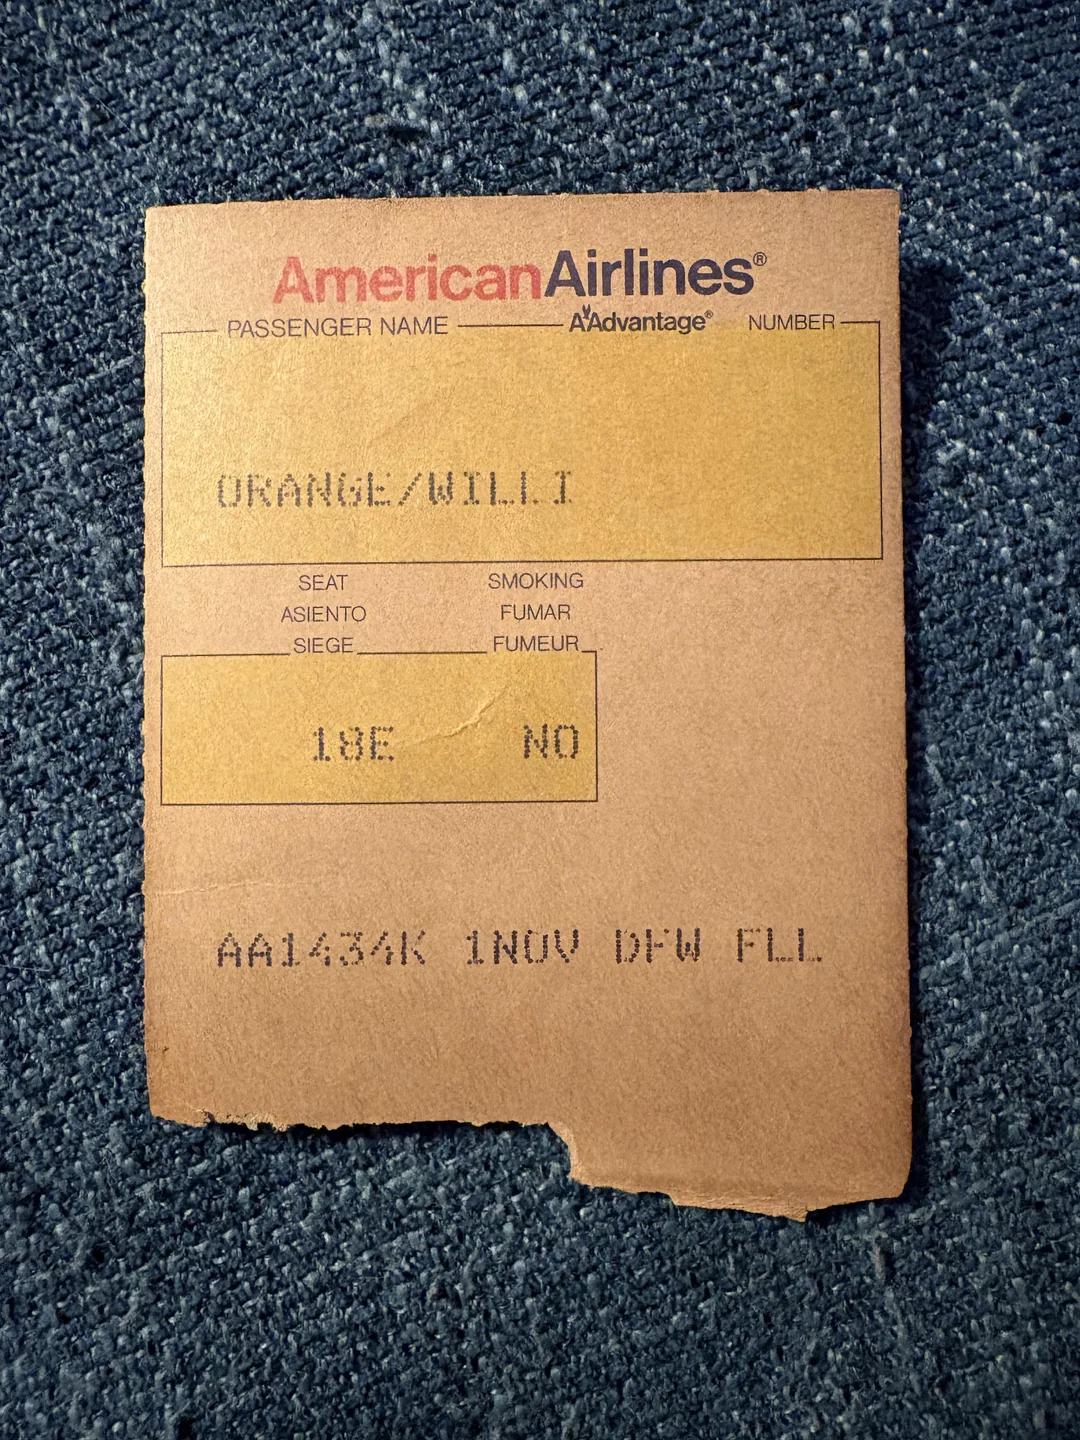 AmericanAirlines®
PASSENGER NAME AAdvantage® NUMBER
ORANGE/WILLI
SEAT SMOKING
ASIENTO FUMAR
SIEGE FUMEUR
18E NO
AA1434K 1NOV DFW FLL